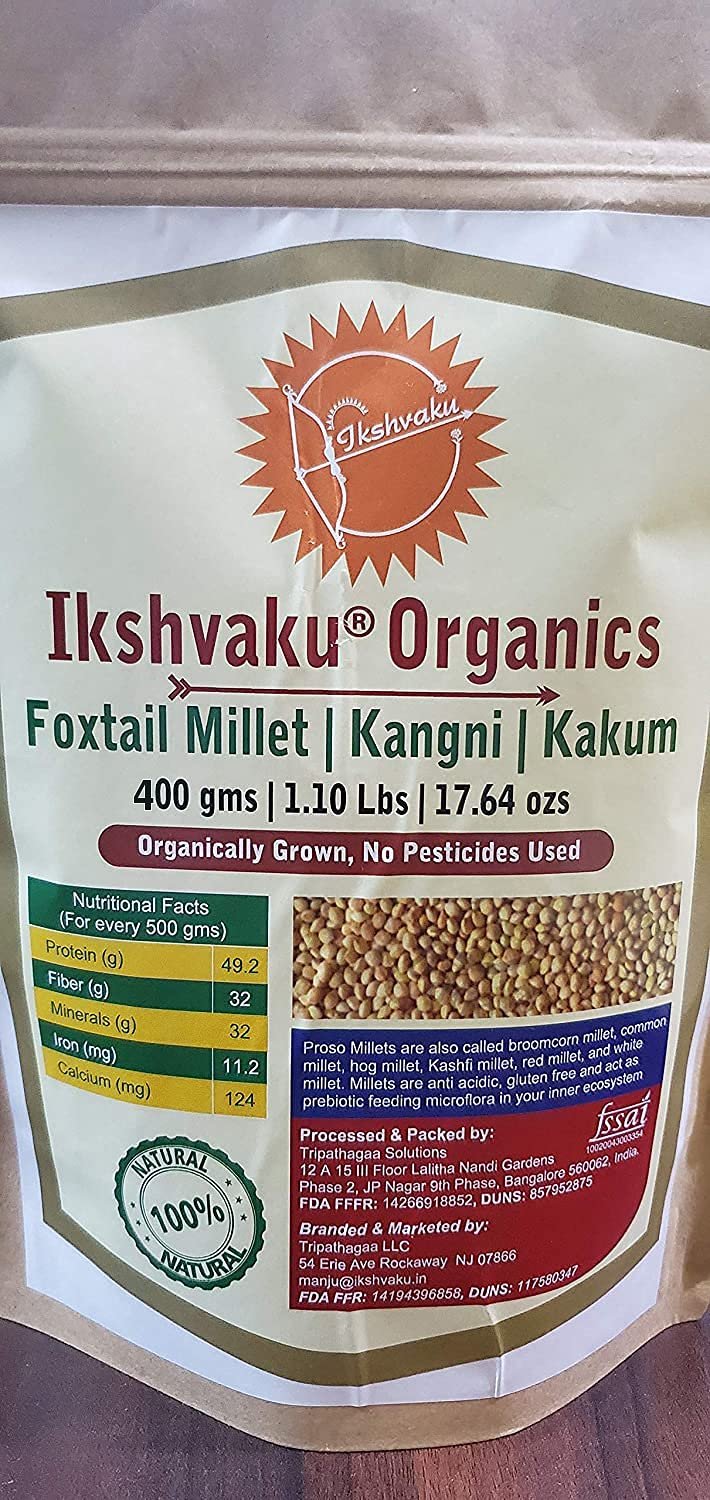 Ikshvaku
Ikshvaku® Organics
Foxtail Millet | Kangni | Kakum
400 gms | 1.10 Lbs | 17.64 ozs
Organically Grown, No Pesticides Used
Nutritional Facts
(For every 500 gms)
Protein (g) 49.2
Fiber (g) 32
Minerals (g) 32
Iron (mg) 11.2
Calcium (mg) 124
NATURAL
100%
NATURAL
Proso Millets are also called broomcorn millet, common
millet, hog millet, Kashfi millet, red millet, and white
millet. Millets are anti acidic, gluten free and act as
prebiotic feeding microflora in your inner ecosystem
fssai
10020043003354
Processed & Packed by:
Tripathagaa Solutions
12 A 15 III Floor Lalitha Nandi Gardens
Phase 2, JP Nagar 9th Phase, Bangalore 560062, India.
FDA FFFR: 14266918852, DUNS: 857952875
Branded & Marketed by:
Tripathagaa LLC
54 Erie Ave Rockaway NJ 07866
manju@ikshvaku.in
FDA FFR: 14194396858, DUNS: 117580347